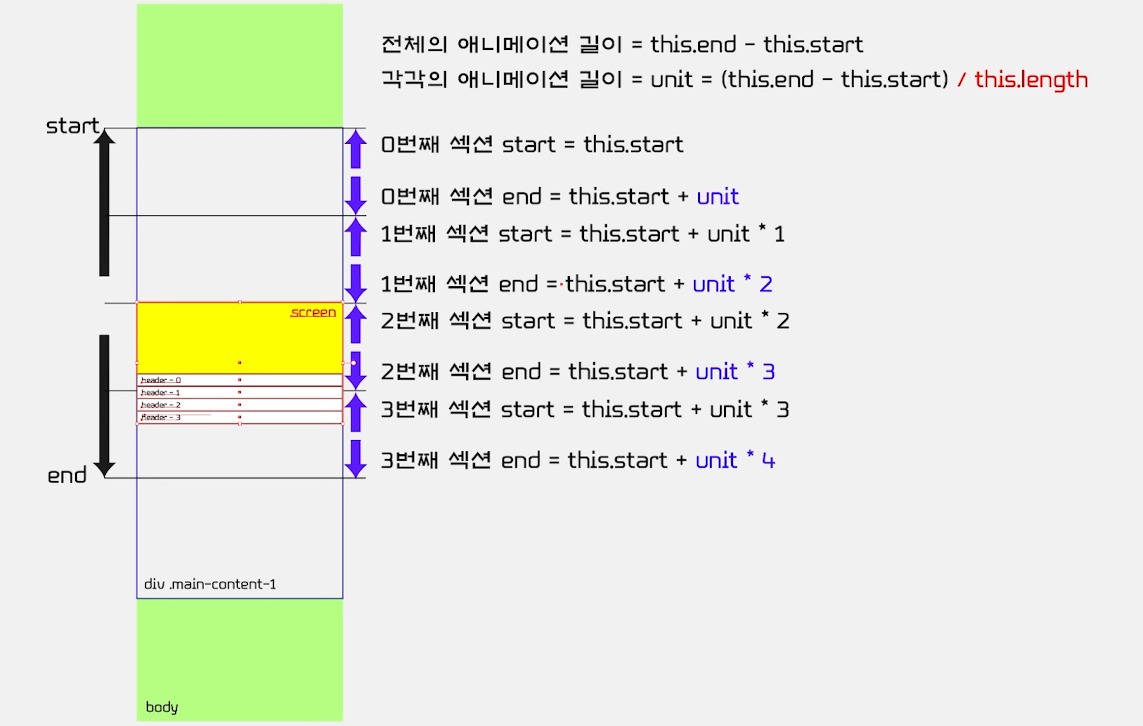 전체의 애니메이션 길이 = this.end - this.start
각각의 애니메이션 길이 = unit = (this.end - this.start) / this.length
start
0번째 섹션 start = this.start
0번째 섹션 end = this.start + unit
1번째 섹션 start = this.start + unit * 1
1번째 섹션 end = this.start + unit * 2
.screen
2번째 섹션 start = this.start + unit * 2
2번째 섹션 end = this.start + unit * 3
.header - 0
.header - 1
.header - 2
.header - 3
3번째 섹션 start = this.start + unit * 3
3번째 섹션 end = this.start + unit * 4
end
div .main-content-1
body